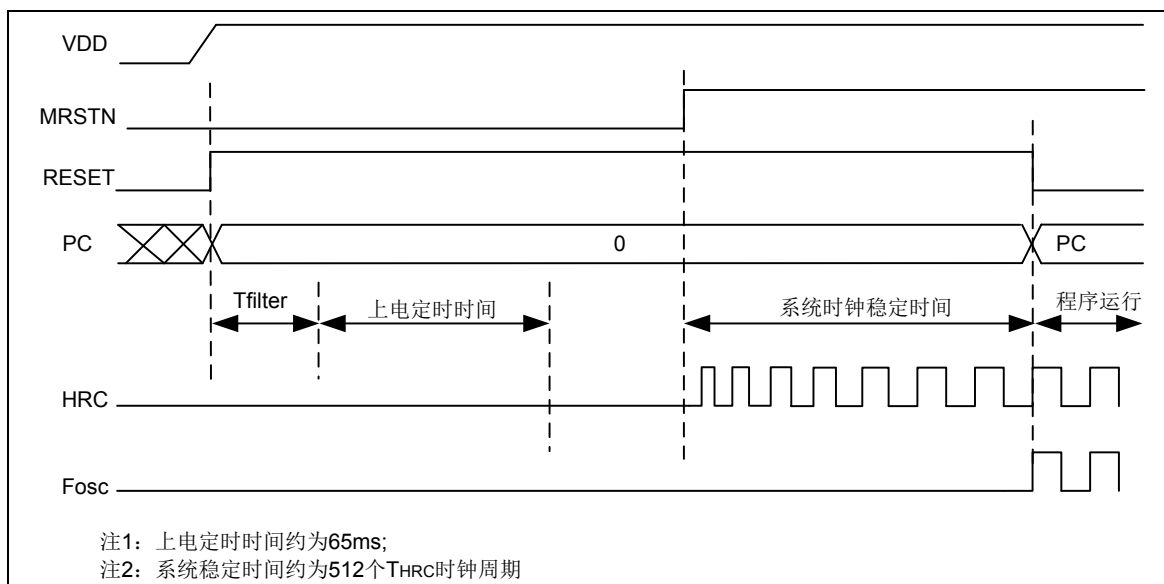 VDD
MRSTN
RESET
PC 0 PC
Tfilter 上电定时时间 系统时钟稳定时间 程序运行
HRC
Fosc
注1：上电定时时间约为65ms;
注2：系统稳定时间约为512个THRC时钟周期